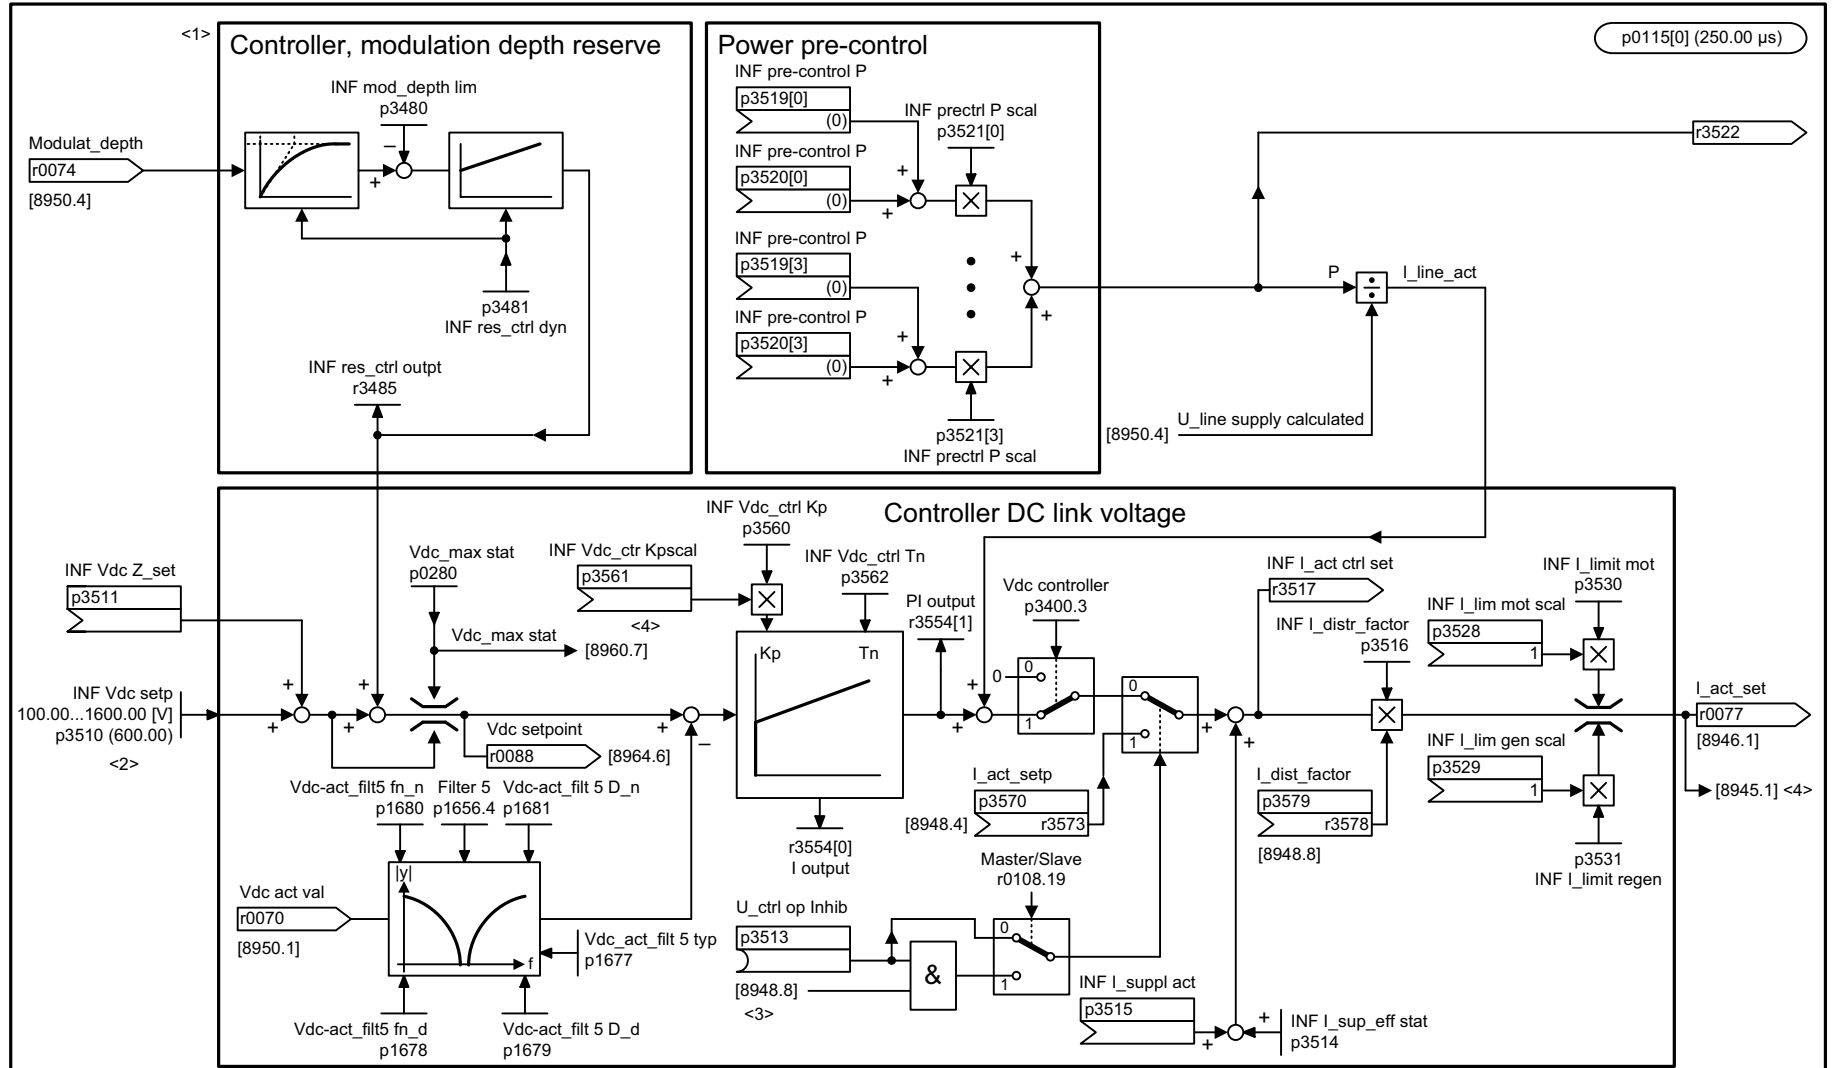 <1>
Controller, modulation depth reserve
Power pre-control
p0115[0] (250.00 µs)
INF mod_depth lim
p3480
Modulat_depth
r0074
[8950.4]
–
+
p3481
INF res_ctrl dyn
INF res_ctrl outpt
r3485
INF pre-control P
p3519[0]
(0)
INF prectrl P scal
p3521[0]
INF pre-control P
p3520[0]
(0)
+
+
INF pre-control P
p3519[3]
(0)
INF pre-control P
p3520[3]
(0)
+
+
+
+
p3521[3]
INF prectrl P scal
r3522
P
÷
I_line_act
U_line supply calculated
[8950.4]
Controller DC link voltage
INF Vdc Z_set
p3511
INF Vdc setp
100.00...1600.00 [V]
p3510 (600.00)
<2>
+
+
+
+
Vdc_max stat
p0280
Vdc_max stat
[8960.7]
Vdc setpoint
r0088
[8964.6]
INF Vdc_ctr Kpscal
p3561
<4>
INF Vdc_ctrl Kp
p3560
INF Vdc_ctrl Tn
p3562
Kp
Tn
+
–
r3554[0]
I output
PI output
r3554[1]
+
+
Vdc controller
p3400.3
0
0
1
0
1
I_act_setp
p3570
r3573
[8948.4]
+
+
INF I_act ctrl set
r3517
INF I_distr_factor
p3516
I_dist_factor
p3579
r3578
[8948.8]
INF I_limit mot
p3530
INF I_lim mot scal
p3528
1
INF I_lim gen scal
p3529
1
p3531
INF I_limit regen
I_act_set
r0077
[8946.1]
[8945.1] <4>
Vdc-act_filt5 fn_n
p1680
Filter 5
p1656.4
Vdc-act_filt 5 D_n
p1681
|y|
f
Vdc act val
r0070
[8950.1]
Vdc_act_filt 5 typ
p1677
Vdc-act_filt5 fn_d
p1678
Vdc-act_filt 5 D_d
p1679
U_ctrl op Inhib
p3513
[8948.8]
<3>
&
Master/Slave
r0108.19
0
1
INF I_suppl act
p3515
+
+
INF I_sup_eff stat
p3514